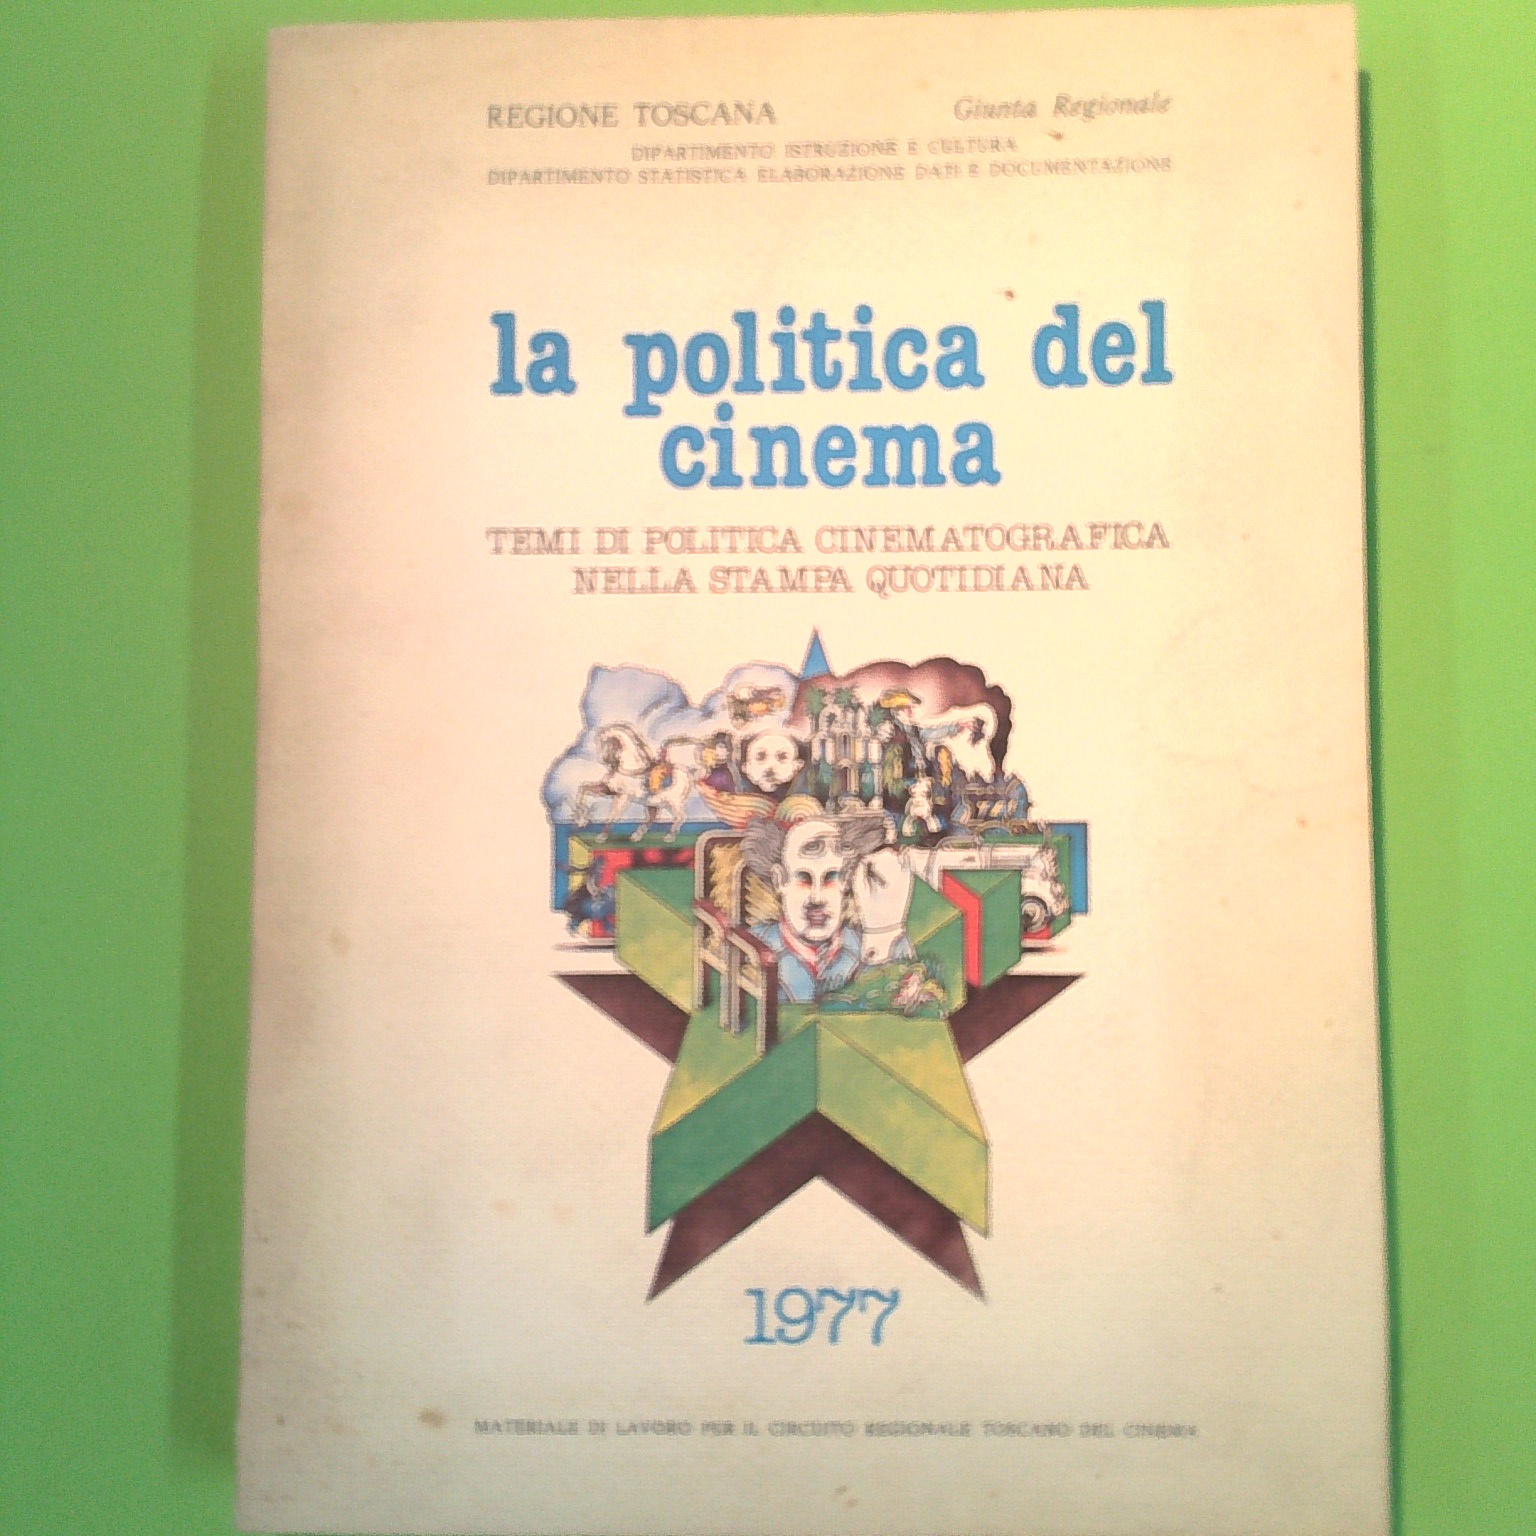 REGIONE TOSCANA Giunta Regionale
DIPARTIMENTO ISTRUZIONE E CULTURA
DIPARTIMENTO STATISTICA ELABORAZIONE DATI E DOCUMENTAZIONE
la politica del
cinema
TEMI DI POLITICA CINEMATOGRAFICA
NELLA STAMPA QUOTIDIANA
1977
MATERIALE DI LAVORO PER IL CIRCUITO REGIONALE TOSCANO DEL CINEMA